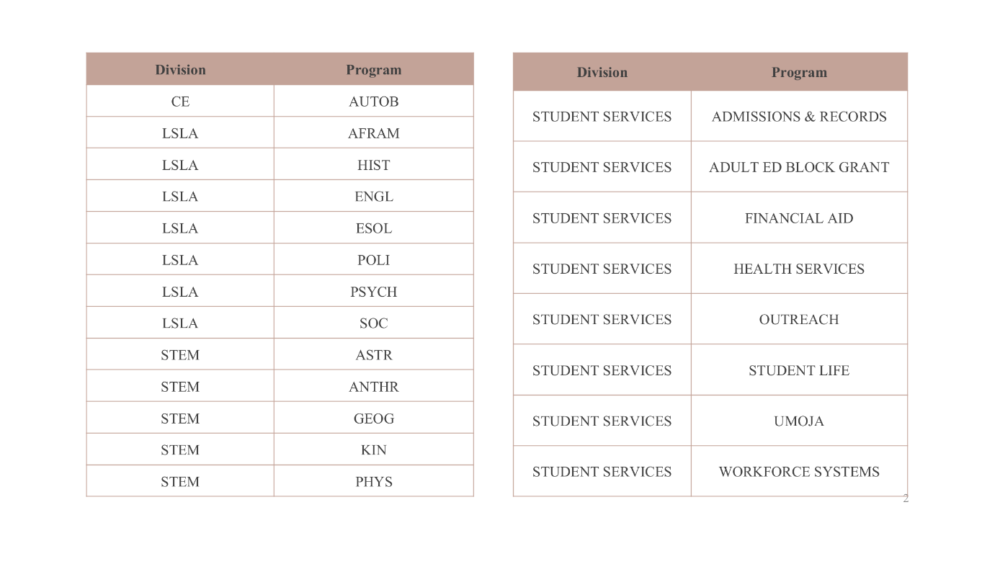 Division Program
CE AUTOB
LSLA AFRAM
LSLA HIST
LSLA ENGL
LSLA ESOL
LSLA POLI
LSLA PSYCH
LSLA SOC
STEM ASTR
STEM ANTHR
STEM GEOG
STEM KIN
STEM PHYS
Division Program
STUDENT SERVICES ADMISSIONS & RECORDS
STUDENT SERVICES ADULT ED BLOCK GRANT
STUDENT SERVICES FINANCIAL AID
STUDENT SERVICES HEALTH SERVICES
STUDENT SERVICES OUTREACH
STUDENT SERVICES STUDENT LIFE
STUDENT SERVICES UMOJA
STUDENT SERVICES WORKFORCE SYSTEMS
2